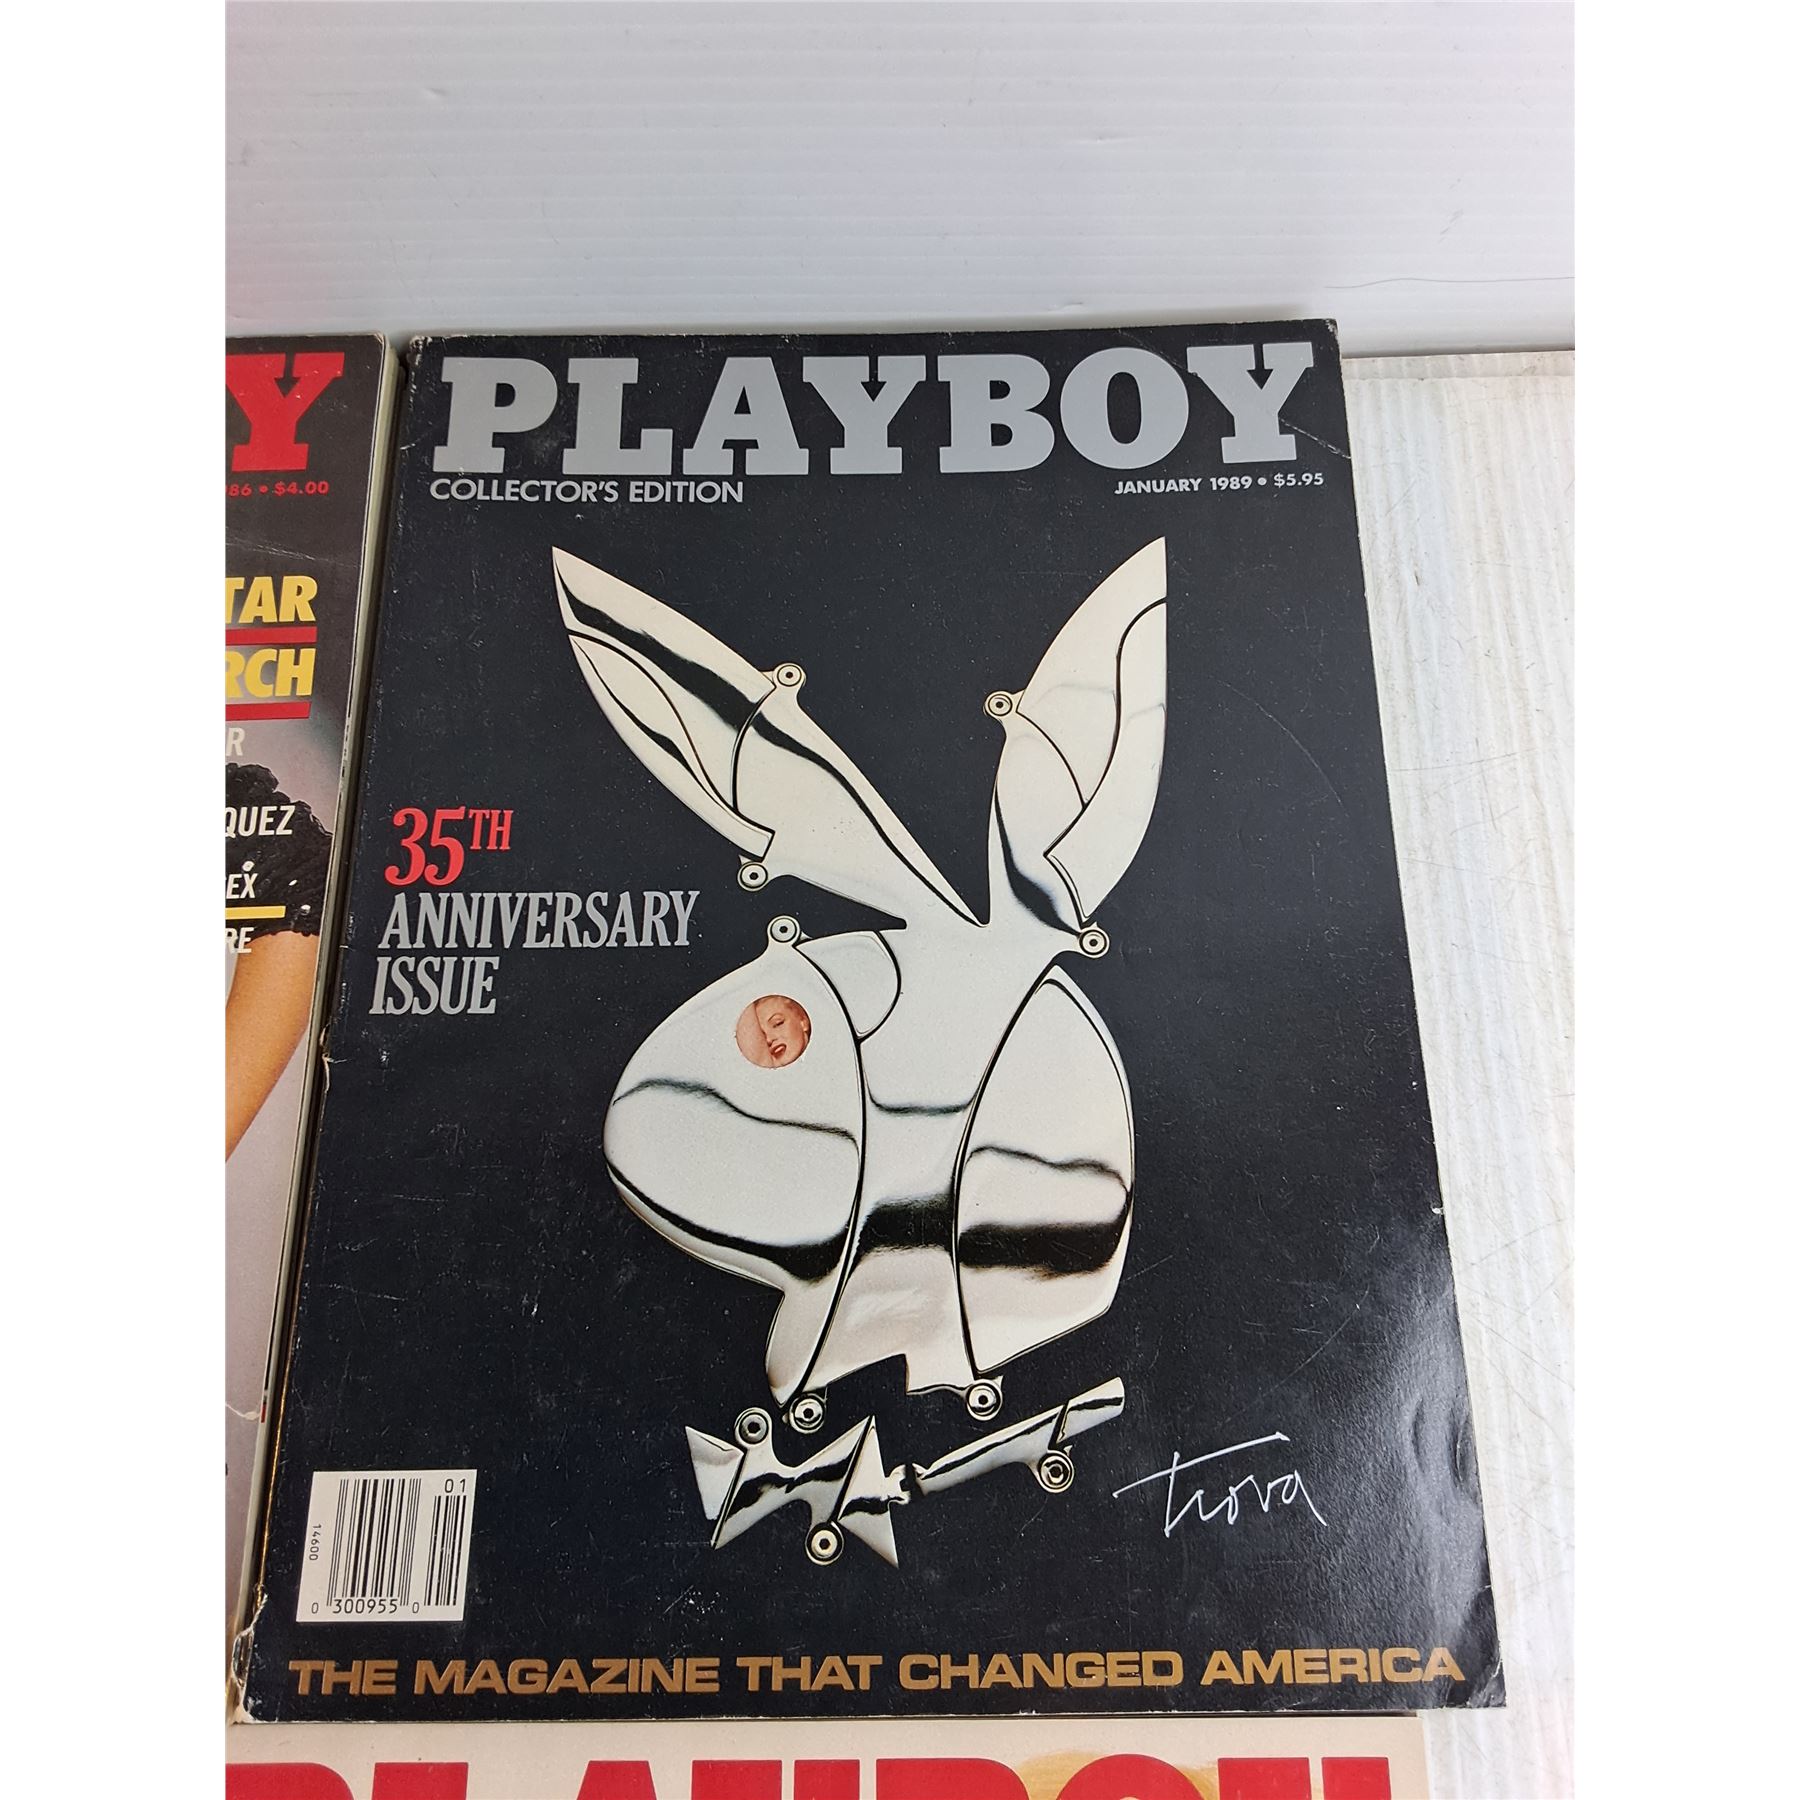 Y
86 • $4.00
TAR
RCH
R
QUEZ
EX
RE
PLAYBOY
COLLECTOR'S EDITION
JANUARY 1989 • $5.95
35TH
ANNIVERSARY
ISSUE
trova
01
14600
0 300955 0
THE MAGAZINE THAT CHANGED AMERICA
PLAYBOY